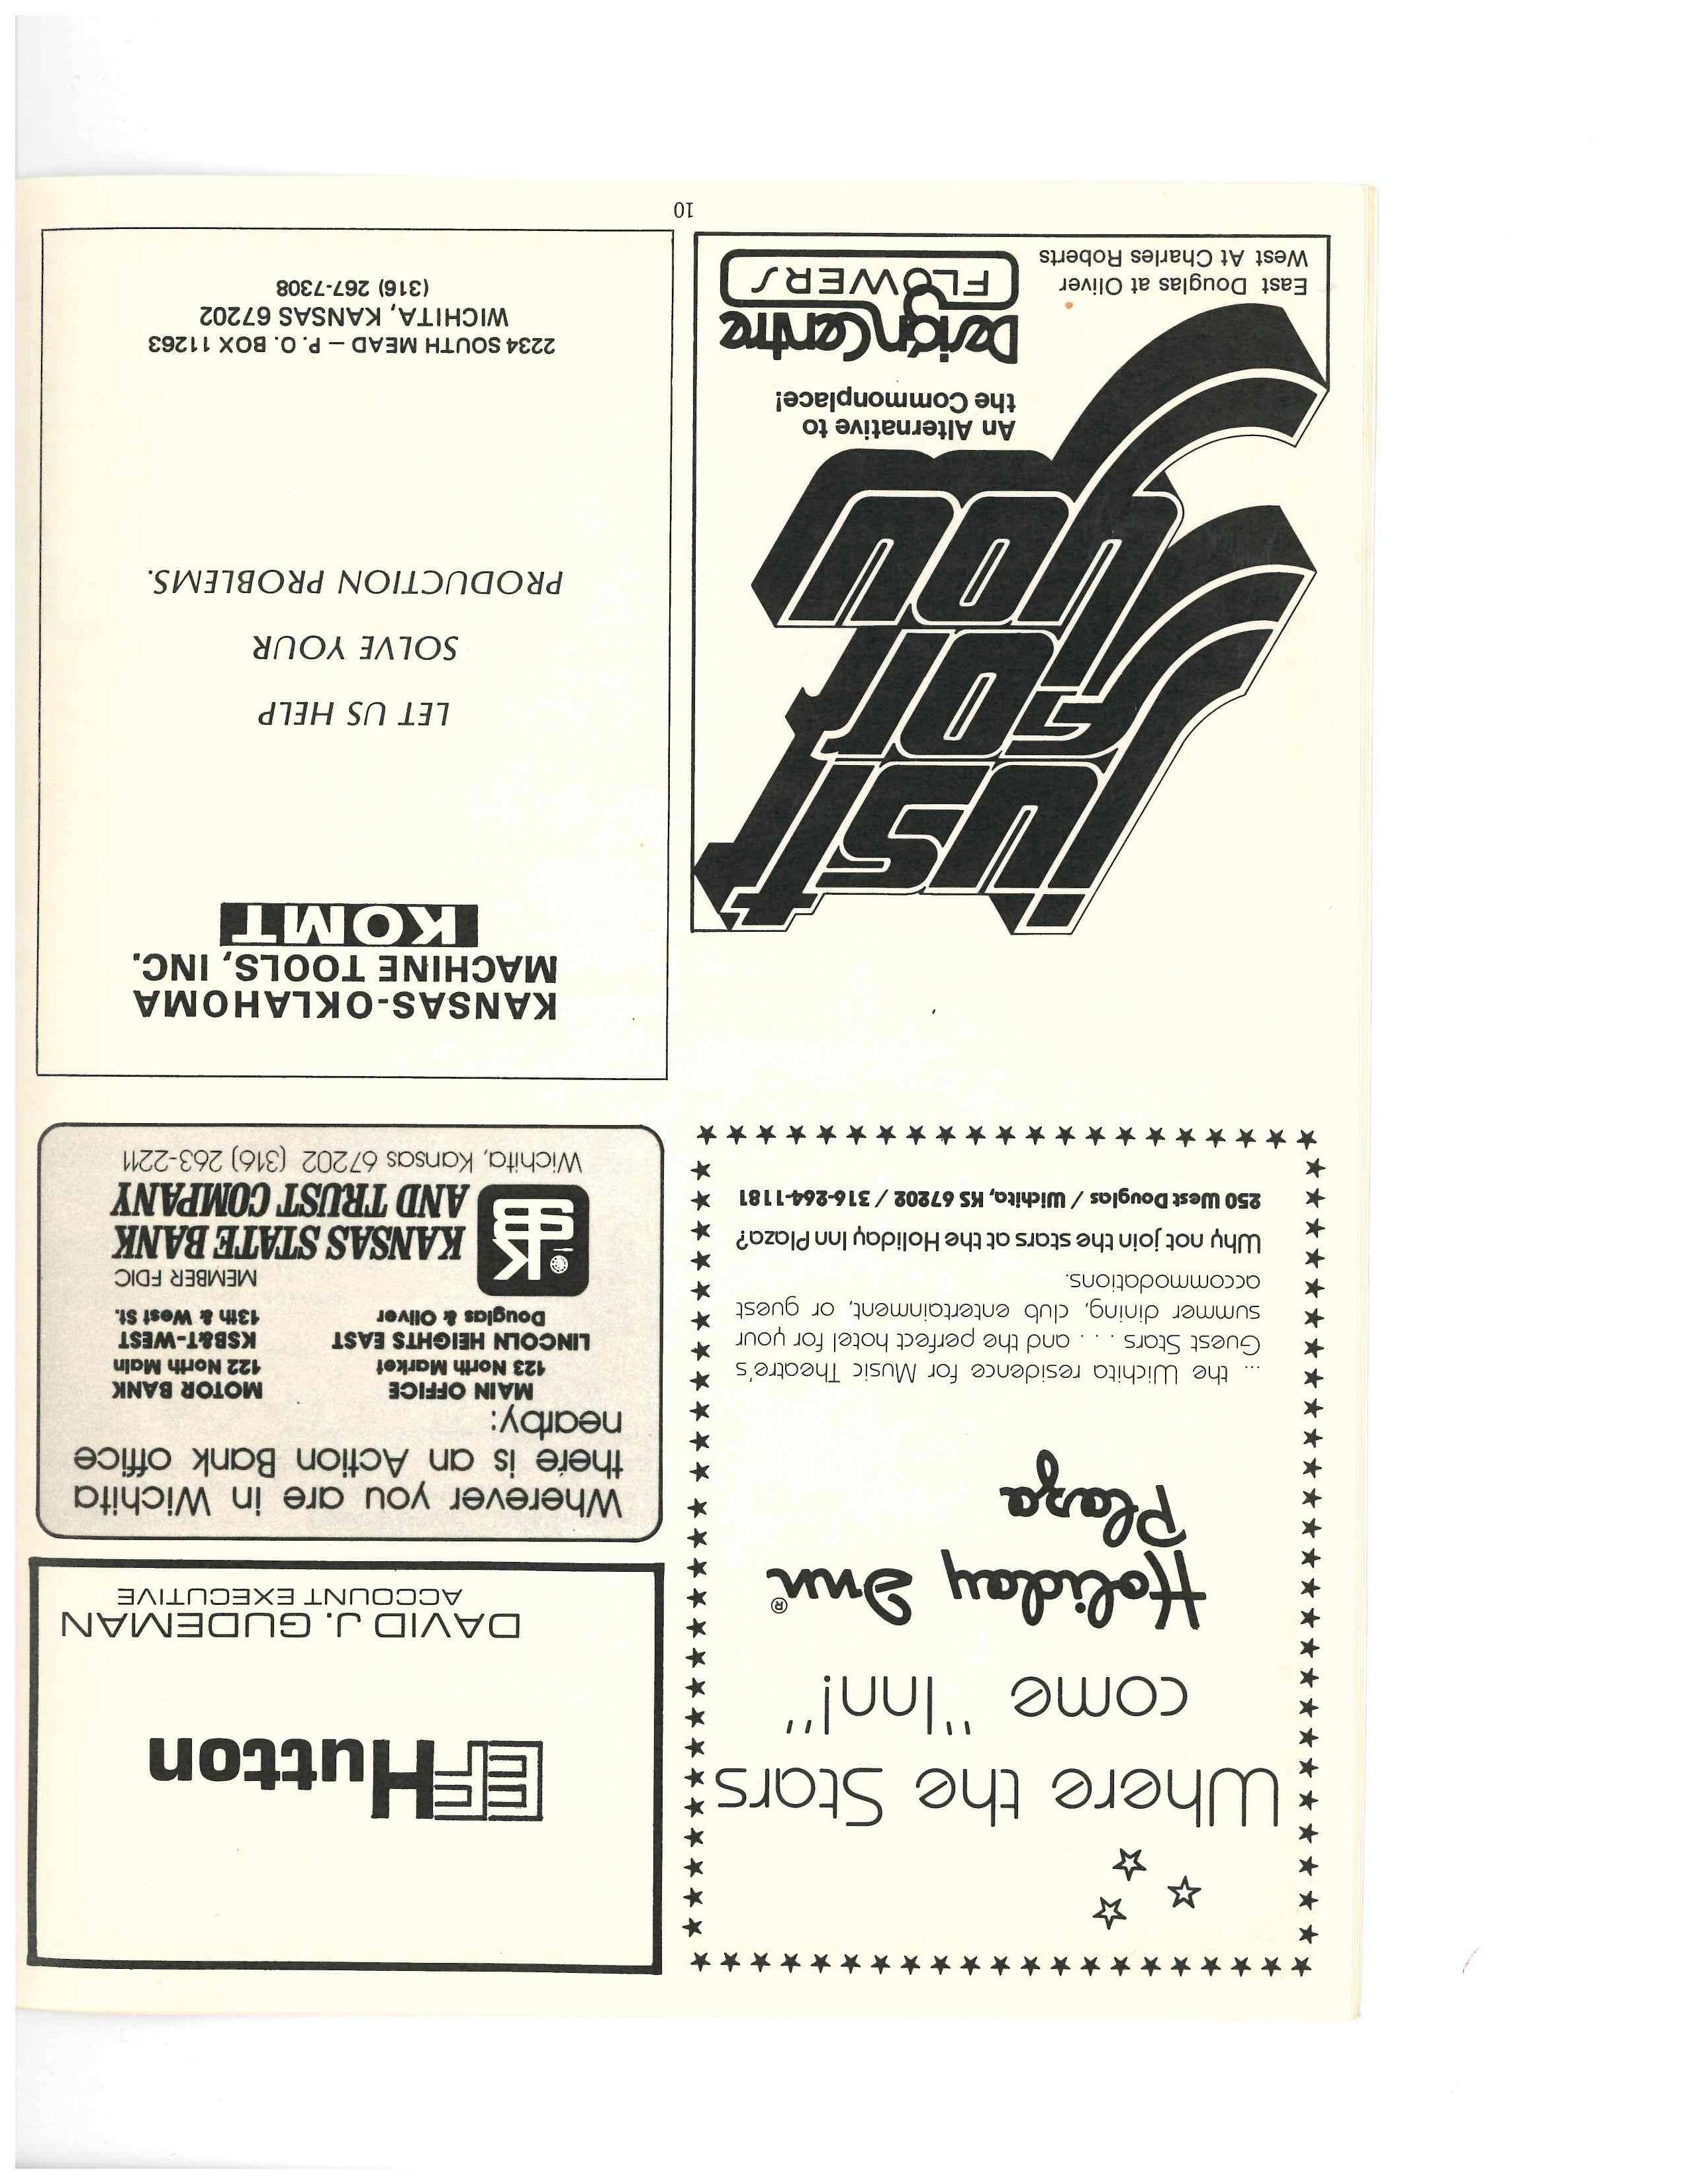 Where the Stars
come "Inn!"
Holiday Inn®
Plaza
... the Wichita residence for Music Theatre's
Guest Stars . . . and the perfect hotel for your
summer dining, club entertainment, or guest
accommodations.
Why not join the stars at the Holiday Inn Plaza?
250 West Douglas / Wichita, KS 67202 / 316-264-1181
EF Hutton
DAVID J. GUDEMAN
ACCOUNT EXECUTIVE
Wherever you are in Wichita
there is an Action Bank office
nearby:
MAIN OFFICE
123 North Market
MOTOR BANK
122 North Main
LINCOLN HEIGHTS EAST
Douglas & Oliver
KSB&T-WEST
13th & West St.
MEMBER FDIC
KSB
KANSAS STATE BANK
AND TRUST COMPANY
Wichita, Kansas 67202 (316) 263-2211
just
for
you
An Alternative to
the Commonplace!
Design Centre
FLOWERS
East Douglas at Oliver
West At Charles Roberts
KANSAS-OKLAHOMA
MACHINE TOOLS, INC.
KOMT
LET US HELP
SOLVE YOUR
PRODUCTION PROBLEMS.
2234 SOUTH MEAD — P. O. BOX 11263
WICHITA, KANSAS 67202
(316) 267-7308
10